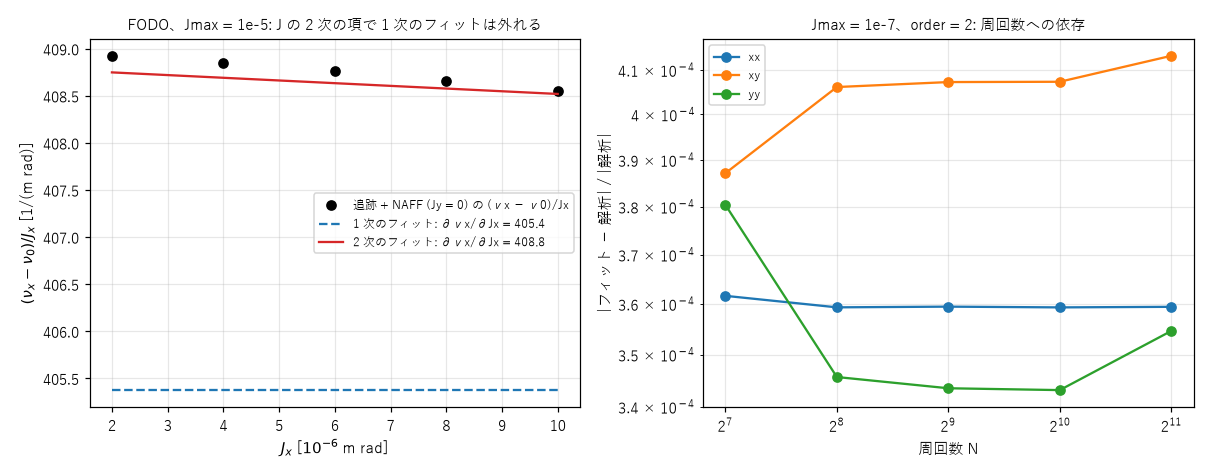 FODO、Jmax = 1e-5: J の 2 次の項で 1 次のフィットは外れる
409.0
408.5
408.0
407.5
407.0
406.5
406.0
405.5
(νx − ν0)/Jx [1/(m rad)]
追跡 + NAFF (Jy = 0) の (νx − ν0)/Jx
1 次のフィット: ∂νx/∂Jx = 405.4
2 次のフィット: ∂νx/∂Jx = 408.8
2 3 4 5 6 7 8 9 10
Jx [10⁻⁶ m rad]
Jmax = 1e-7、order = 2: 周回数への依存
xx
xy
yy
4.1 × 10⁻⁴
4 × 10⁻⁴
3.9 × 10⁻⁴
3.8 × 10⁻⁴
3.7 × 10⁻⁴
3.6 × 10⁻⁴
3.5 × 10⁻⁴
3.4 × 10⁻⁴
|フィット − 解析| / |解析|
2⁷ 2⁸ 2⁹ 2¹⁰ 2¹¹
周回数 N